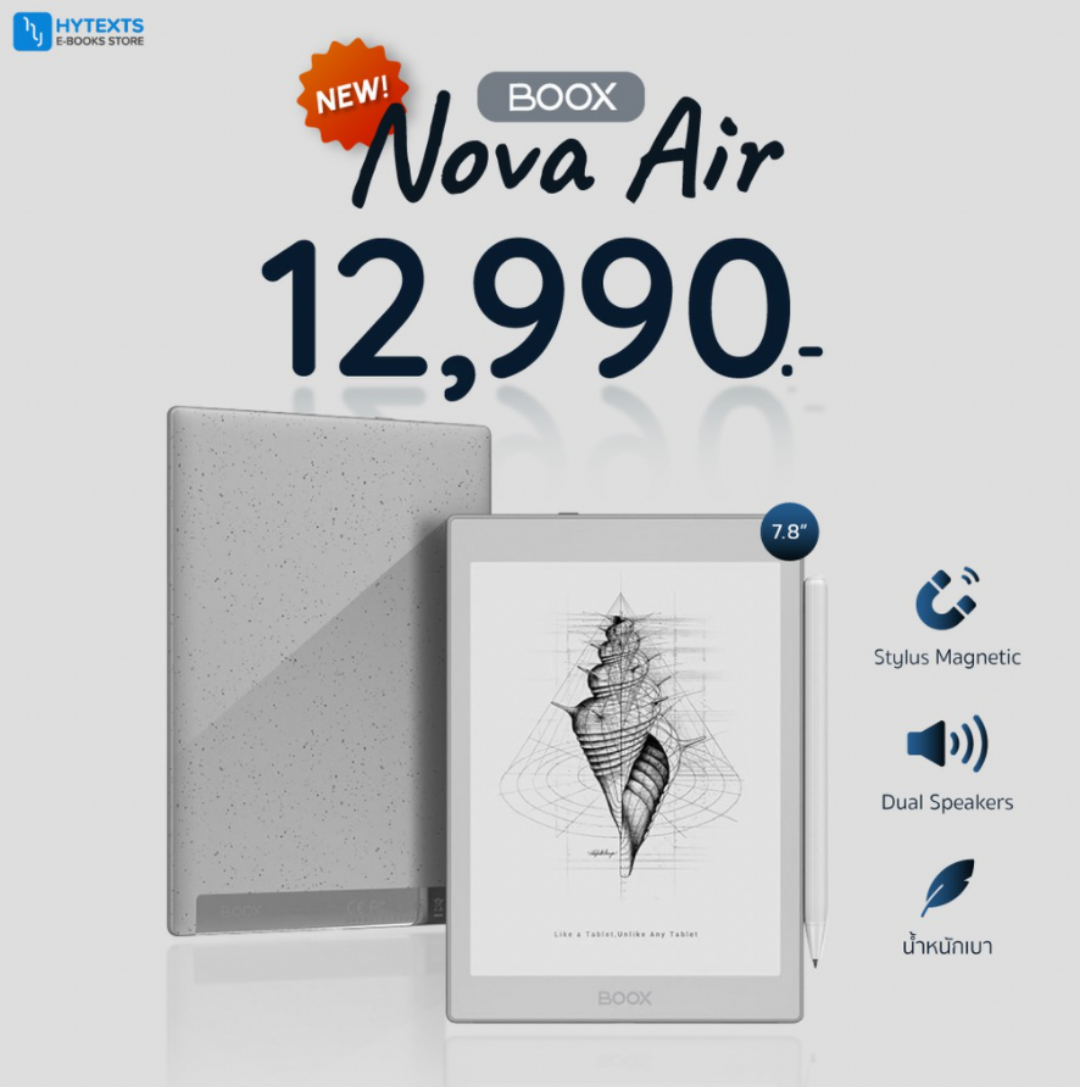 HYTEXTS
E-BOOKS STORE
NEW!
BOOX
Nova Air
12,990.-
7.8"
Stylus Magnetic
Dual Speakers
น้ำหนักเบา
Like a Tablet,Unlike Any Tablet
BOOX
BOOX